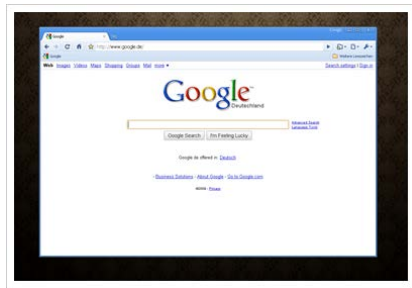 Google
http://www.google.de/
Google
Web Images Videos Maps Shopping Groups Mail more
Search settings | Sign in
Google
Deutschland
Advanced Search
Language Tools
Google Search I'm Feeling Lucky
Google.de offered in: Deutsch
Business Solutions - About Google - Go to Google.com
Privacy